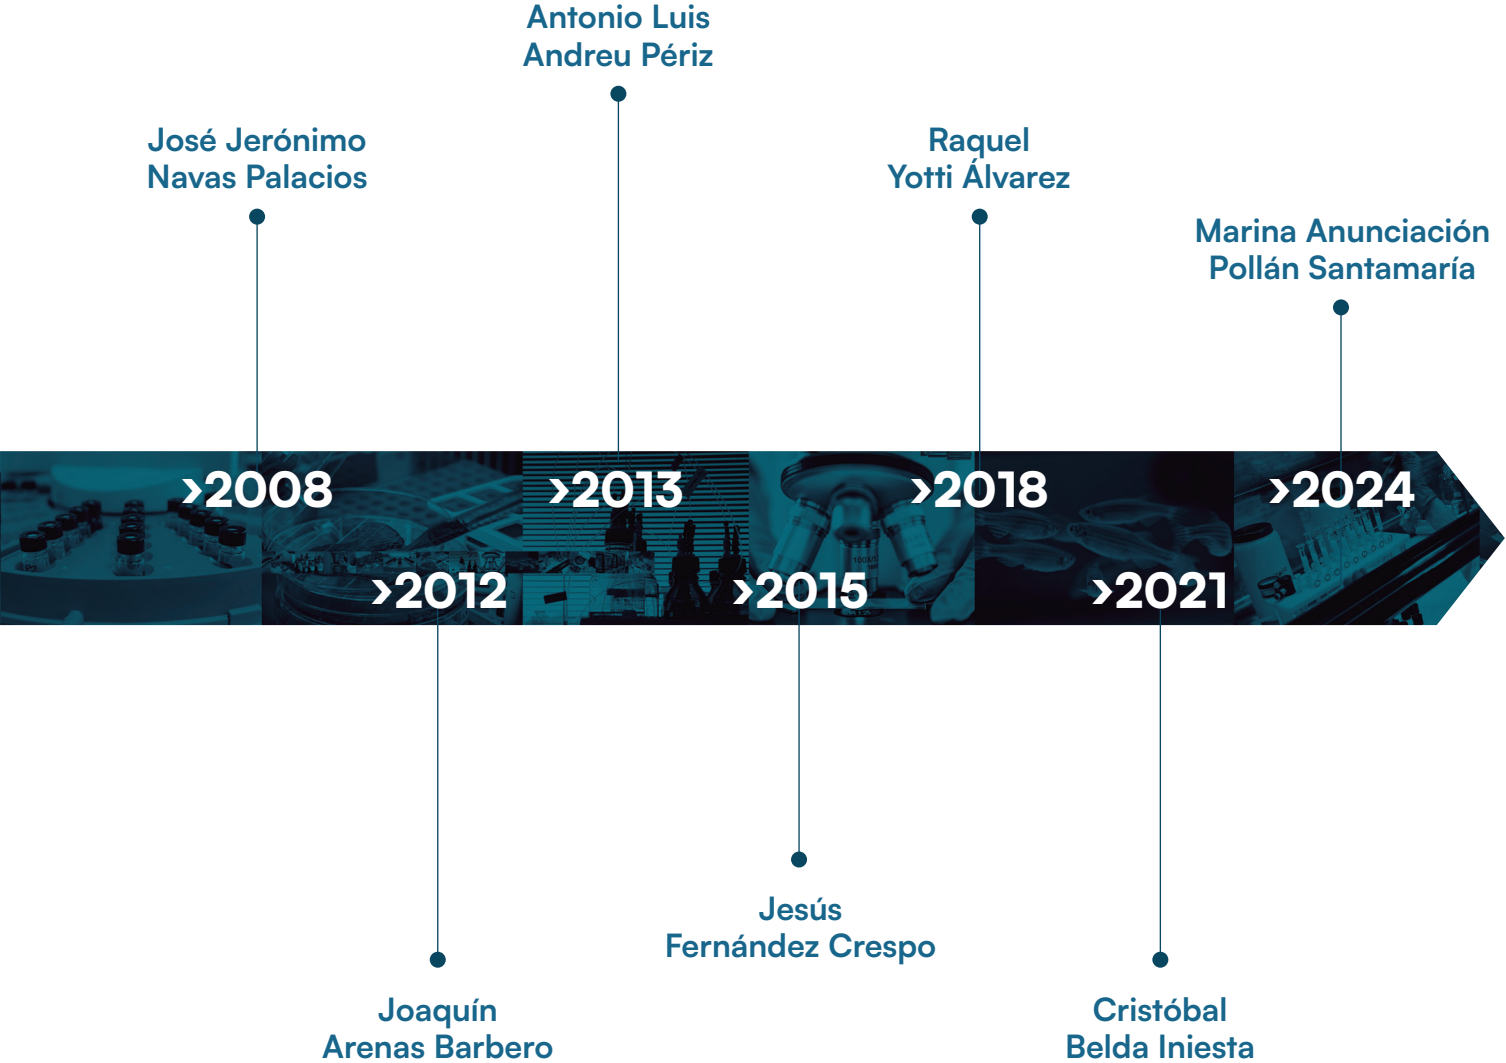 Antonio Luis
Andreu Périz
José Jerónimo
Navas Palacios
Raquel
Yotti Álvarez
Marina Anunciación
Pollán Santamaría
›2008
›2013
›2018
›2024
›2012
›2015
›2021
Jesús
Fernández Crespo
Joaquín
Arenas Barbero
Cristóbal
Belda Iniesta